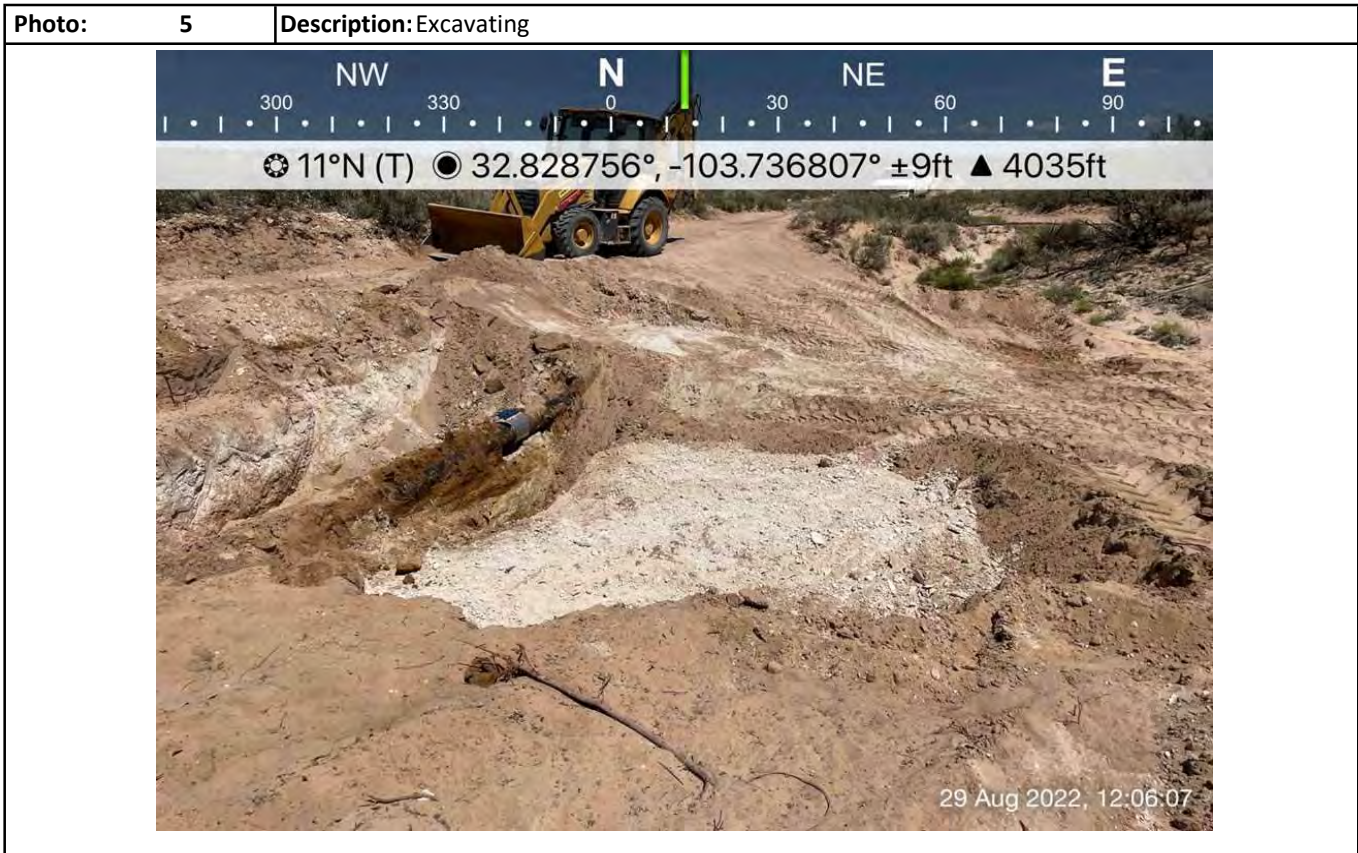 Photo: 5 Description: Excavating
NW N NE E
300 330 0 30 60 90
11°N (T) 32.828756°, -103.736807° ±9ft ▲ 4035ft
29 Aug 2022, 12:06:07